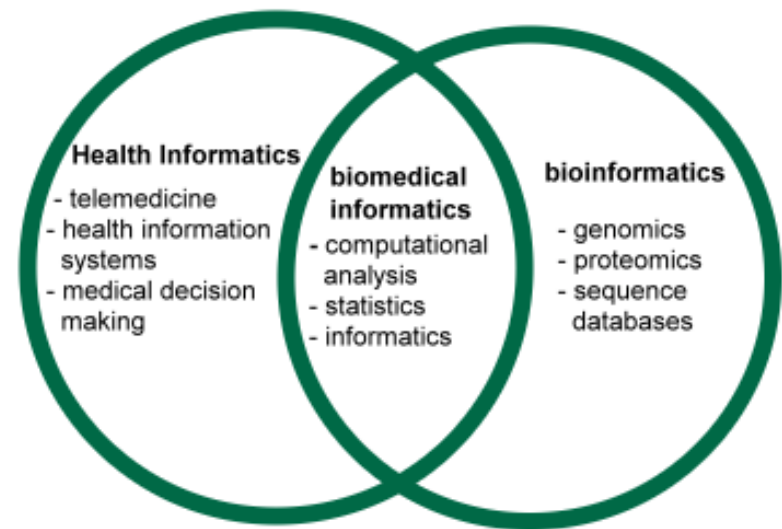 Health Informatics
- telemedicine
- health information
systems
- medical decision
making
biomedical
informatics
- computational
analysis
- statistics
- informatics
bioinformatics
- genomics
- proteomics
- sequence
databases